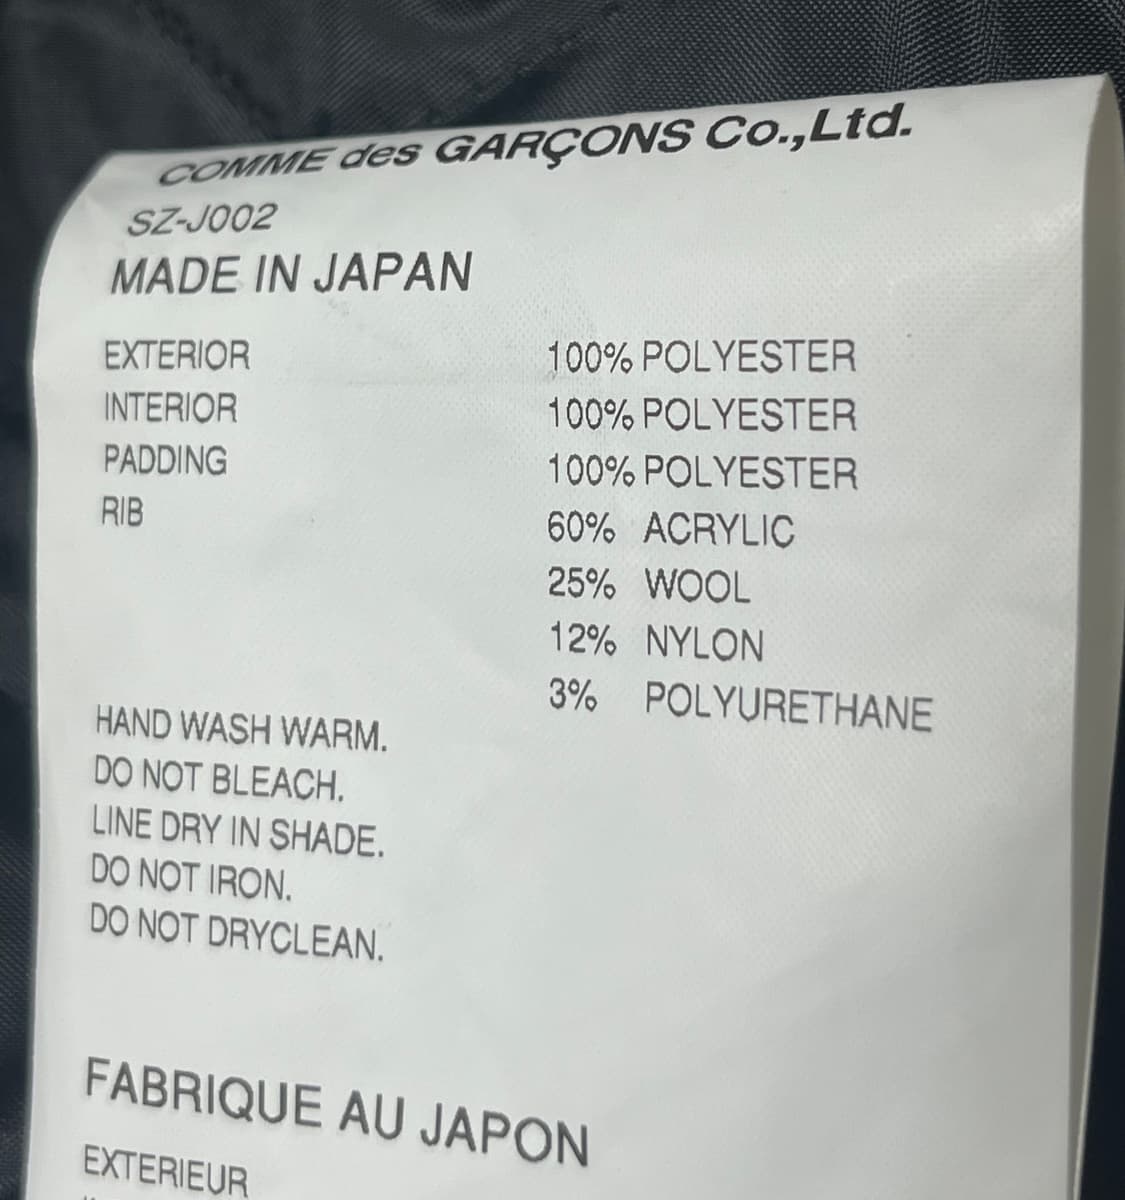 COMME des GARÇONS Co.,Ltd.
SZ-J002
MADE IN JAPAN
EXTERIOR 100% POLYESTER
INTERIOR 100% POLYESTER
PADDING 100% POLYESTER
RIB 60% ACRYLIC
25% WOOL
12% NYLON
3% POLYURETHANE
HAND WASH WARM.
DO NOT BLEACH.
LINE DRY IN SHADE.
DO NOT IRON.
DO NOT DRYCLEAN.
FABRIQUE AU JAPON
EXTERIEUR